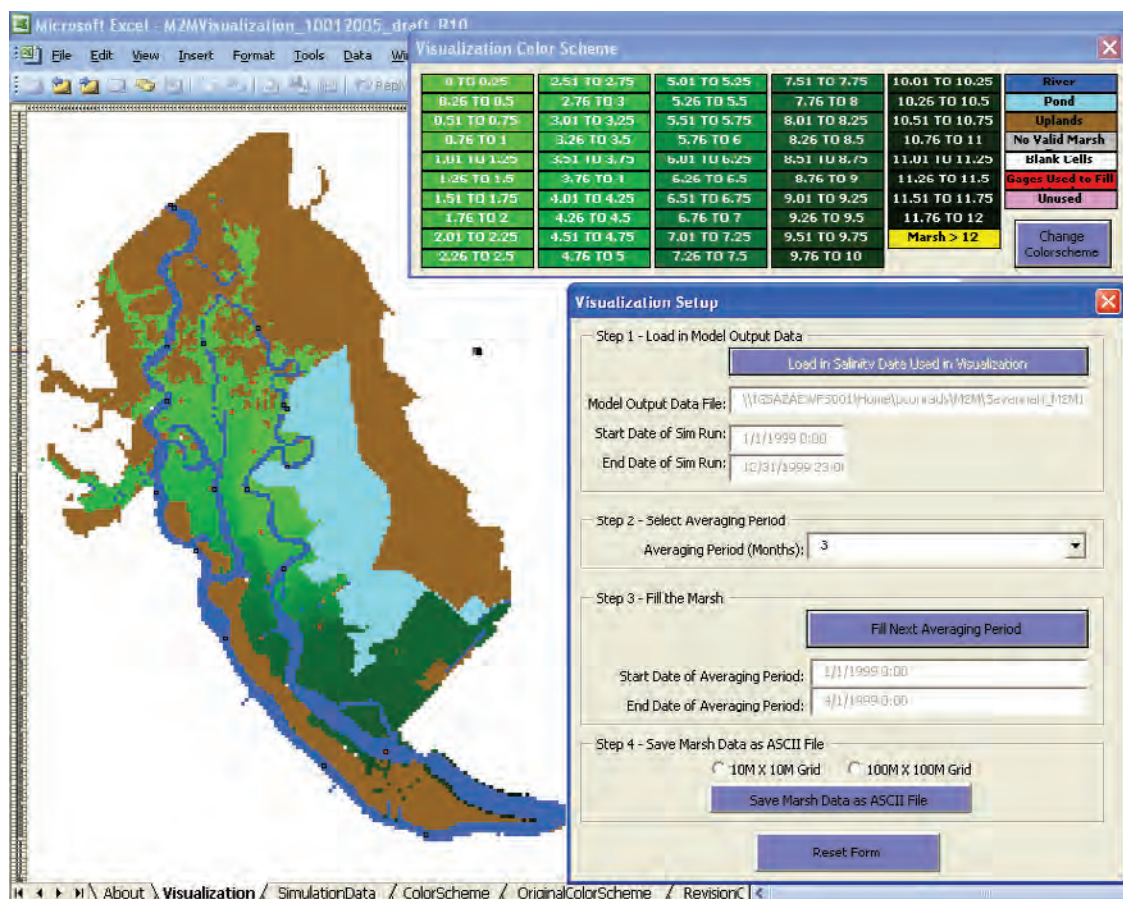 Microsoft Excel - M2MVisualization_10012005_draft_R10
File Edit View Insert Format Tools Data
Visualization Color Scheme
0 TO 0.25 2.51 TO 2.75 5.01 TO 5.25 7.51 TO 7.75 10.01 TO 10.25 River
0.26 TO 0.5 2.76 TO 3 5.26 TO 5.5 7.76 TO 8 10.26 TO 10.5 Pond
0.51 TO 0.75 3.01 TO 3.25 5.51 TO 5.75 8.01 TO 8.25 10.51 TO 10.75 Uplands
0.76 TO 1 3.26 TO 3.5 5.76 TO 6 8.26 TO 8.5 10.76 TO 11 No Valid Marsh
1.01 TO 1.25 3.51 TO 3.75 6.01 TO 6.25 8.51 TO 8.75 11.01 TO 11.25 Blank Cells
1.26 TO 1.5 3.76 TO 4 6.26 TO 6.5 8.76 TO 9 11.26 TO 11.5 Gages Used to Fill
1.51 TO 1.75 4.01 TO 4.25 6.51 TO 6.75 9.01 TO 9.25 11.51 TO 11.75 Unused
1.76 TO 2 4.26 TO 4.5 6.76 TO 7 9.26 TO 9.5 11.76 TO 12
2.01 TO 2.25 4.51 TO 4.75 7.01 TO 7.25 9.51 TO 9.75 Marsh > 12
2.26 TO 2.5 4.76 TO 5 7.26 TO 7.5 9.76 TO 10
Change
Colorscheme
Visualization Setup
Step 1 - Load in Model Output Data
Load in Salinity Data Used in Visualization
Model Output Data File:
Start Date of Sim Run: 1/1/1999 0:00
End Date of Sim Run: 12/31/1999 23:00
Step 2 - Select Averaging Period
Averaging Period (Months): 3
Step 3 - Fill the Marsh
Fill Next Averaging Period
Start Date of Averaging Period: 1/1/1999 0:00
End Date of Averaging Period: 4/1/1999 0:00
Step 4 - Save Marsh Data as ASCII File
10M X 10M Grid 100M X 100M Grid
Save Marsh Data as ASCII File
Reset Form
About Visualization SimulationData ColorScheme OriginalColorScheme RevisionC